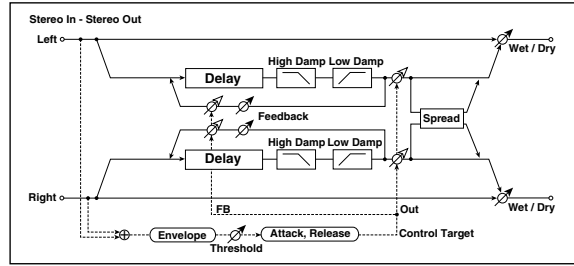 Stereo In - Stereo Out
Left
Wet / Dry
High Damp Low Damp
Delay
Feedback
Spread
High Damp Low Damp
Delay
Right
FB
Out
Wet / Dry
Envelope
Threshold
Attack, Release
Control Target